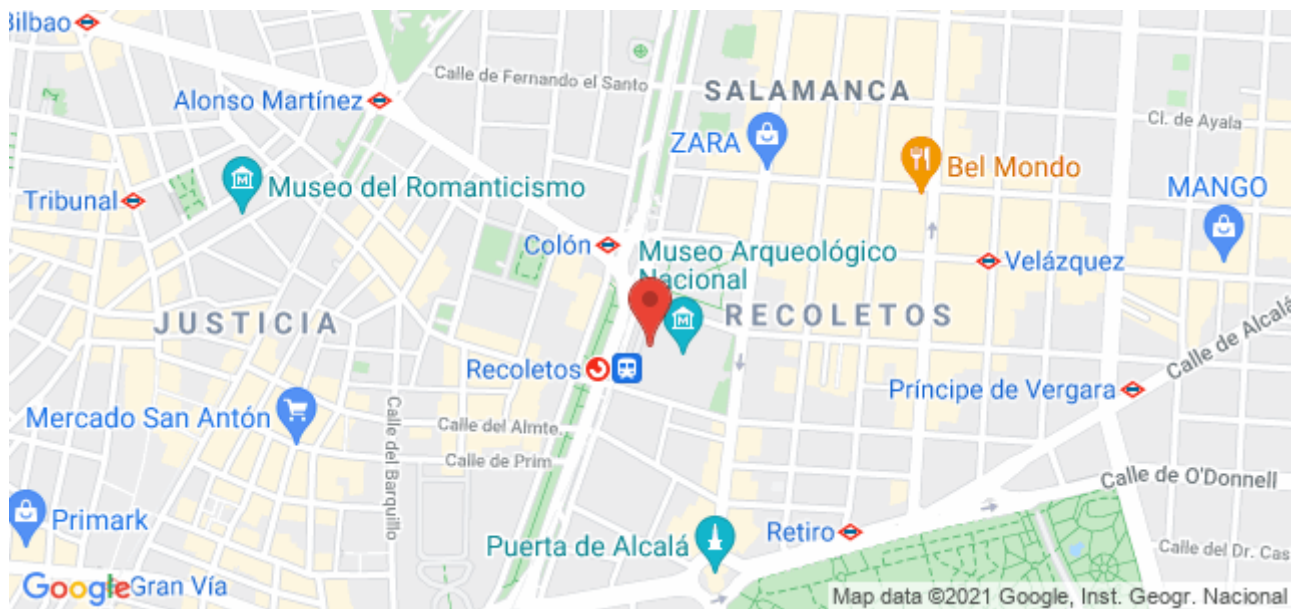 Bilbao
Calle de Fernando el Santo
Alonso Martínez
SALAMANCA
Cl. de Ayala
ZARA
Bel Mondo
Museo del Romanticismo
MANGO
Tribunal
Colón
Museo Arqueológico
Nacional
Velázquez
JUSTICIA
RECOLETOS
Calle de Alcalá
Recoletos
Príncipe de Vergara
Mercado San Antón
Calle del Barquillo
Calle del Almte.
Calle de Prim
Calle de O'Donnell
Primark
Retiro
Puerta de Alcalá
Calle del Dr. Cas
Google
Gran Vía
Map data ©2021 Google, Inst. Geogr. Nacional